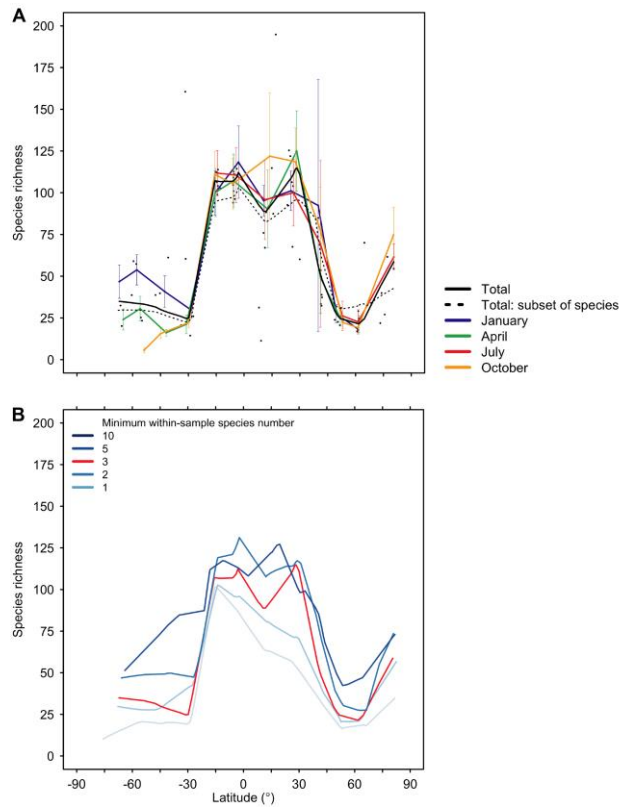 A
200
175
150
125
100
75
50
25
0
Species richness
Total
Total: subset of species
January
April
July
October
B
Minimum within-sample species number
10
5
3
2
1
200
175
150
125
100
75
50
25
0
Species richness
-90 -60 -30 0 30 60 90
Latitude (°)